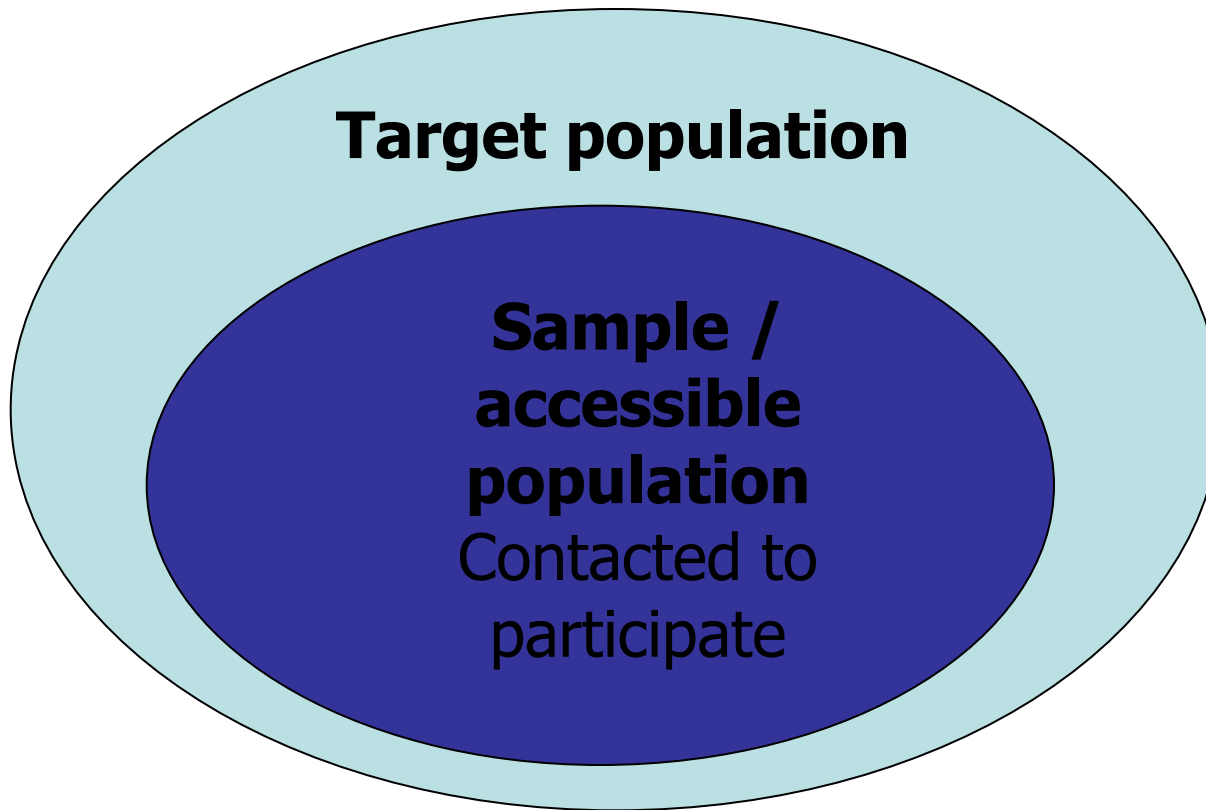 Target population
Sample /
accessible
population
Contacted to
participate